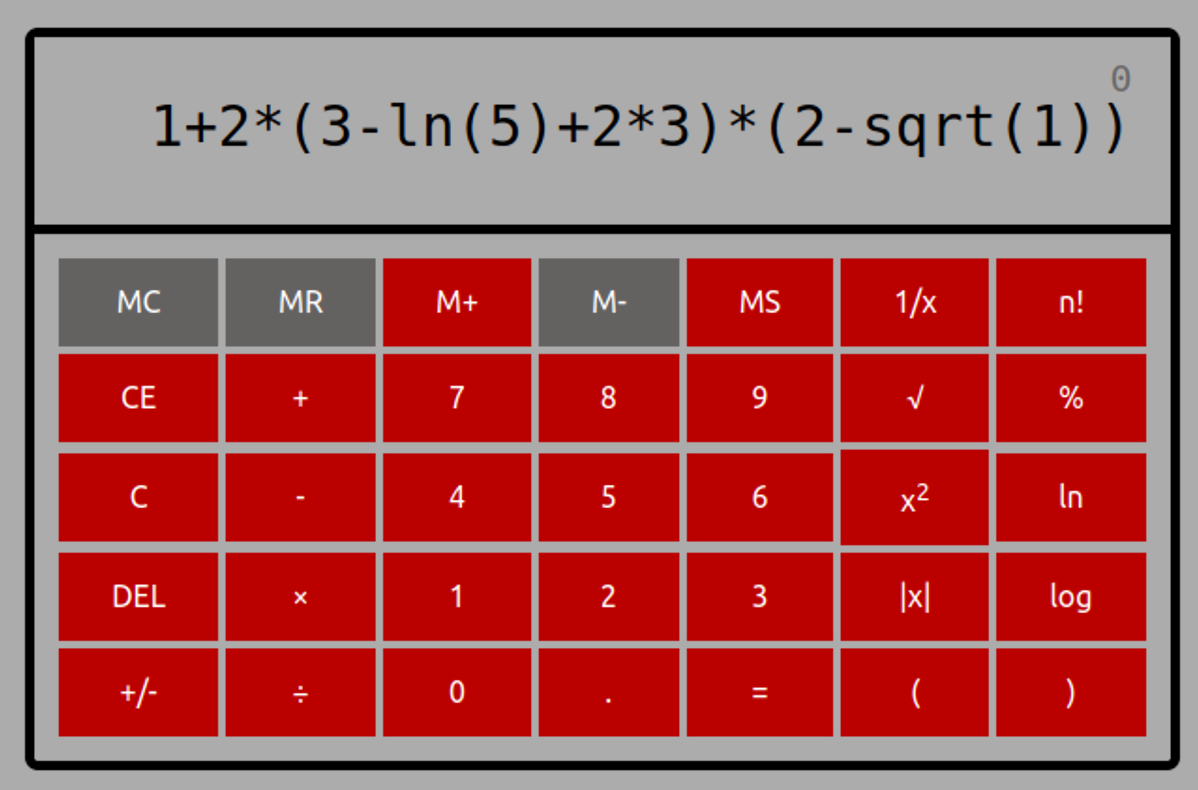 0
1+2*(3-ln(5)+2*3)*(2-sqrt(1))
MC MR M+ M- MS 1/x n!
CE + 7 8 9 √ %
C - 4 5 6 x² ln
DEL × 1 2 3 |x| log
+/- ÷ 0 . = ( )